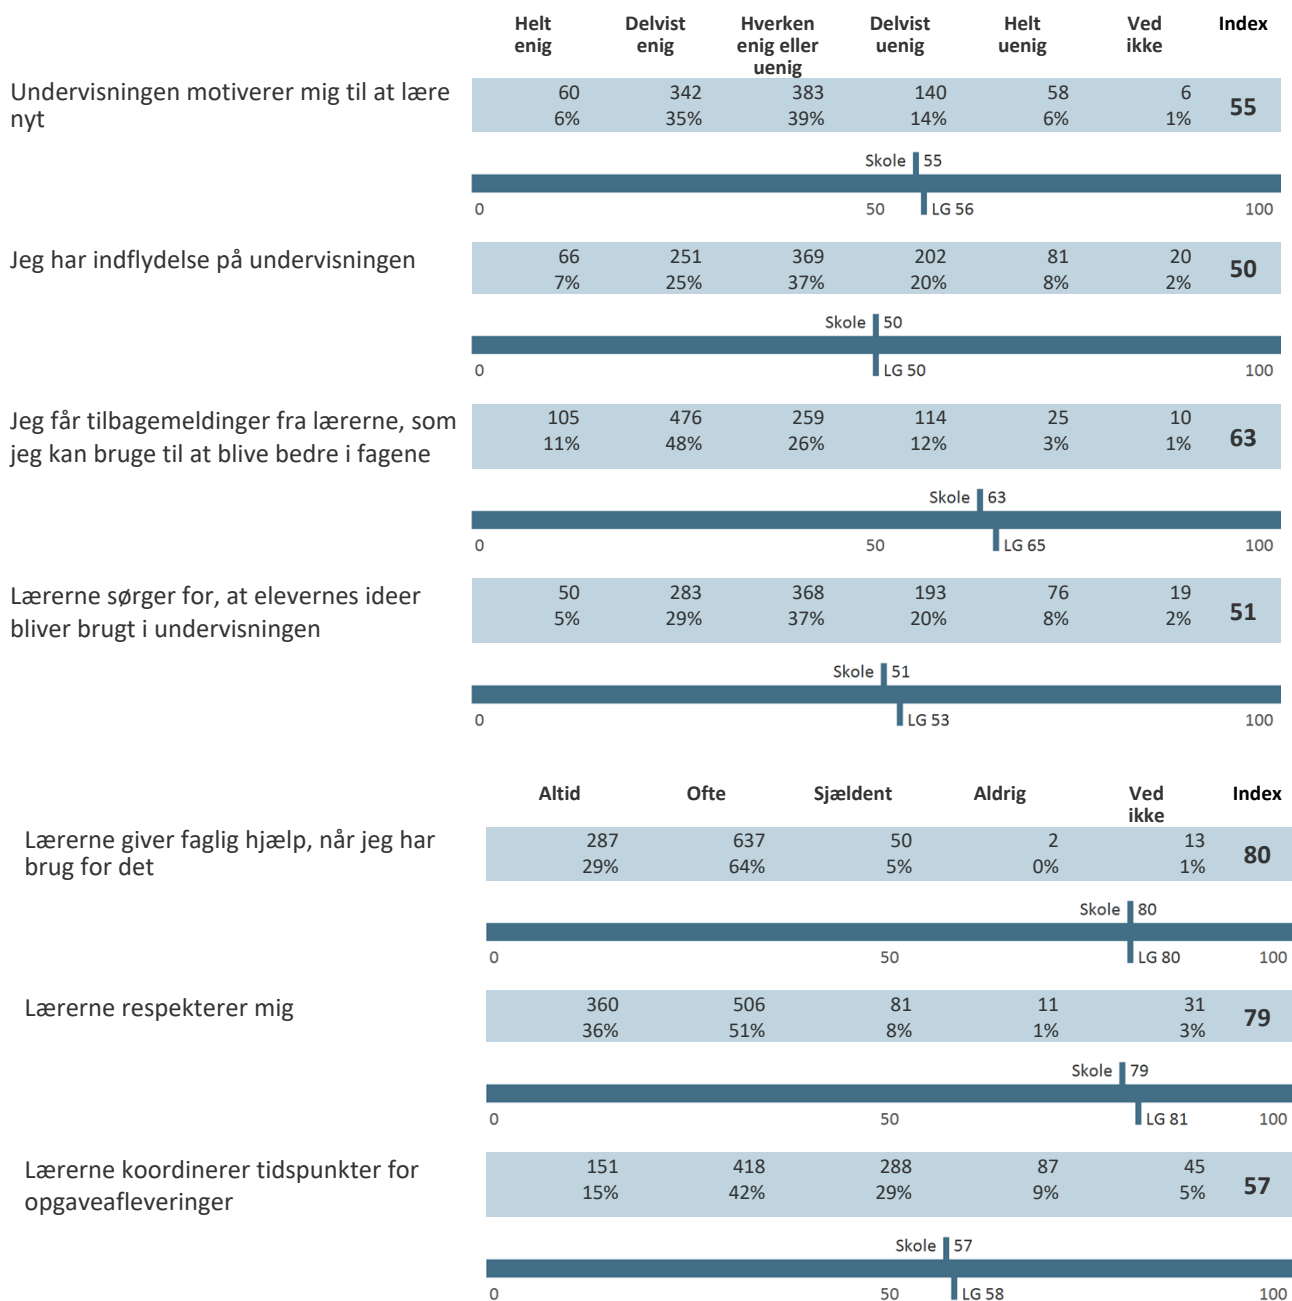 Helt enig Delvist enig Hverken enig eller uenig Delvist uenig Helt uenig Ved ikke Index
Undervisningen motiverer mig til at lære nyt
60 342 383 140 58 6 55
6% 35% 39% 14% 6% 1%
Skole 55
0 50 LG 56 100
Jeg har indflydelse på undervisningen
66 251 369 202 81 20 50
7% 25% 37% 20% 8% 2%
Skole 50
0 LG 50 100
Jeg får tilbagemeldinger fra lærerne, som
jeg kan bruge til at blive bedre i fagene
105 476 259 114 25 10 63
11% 48% 26% 12% 3% 1%
Skole 63
0 50 LG 65 100
Lærerne sørger for, at elevernes ideer
bliver brugt i undervisningen
50 283 368 193 76 19 51
5% 29% 37% 20% 8% 2%
Skole 51
0 LG 53 100
Altid Ofte Sjældent Aldrig Ved ikke Index
Lærerne giver faglig hjælp, når jeg har
brug for det
287 637 50 2 13 80
29% 64% 5% 0% 1%
Skole 80
0 50 LG 80 100
Lærerne respekterer mig
360 506 81 11 31 79
36% 51% 8% 1% 3%
Skole 79
0 50 LG 81 100
Lærerne koordinerer tidspunkter for
opgaveafleveringer
151 418 288 87 45 57
15% 42% 29% 9% 5%
Skole 57
0 50 LG 58 100